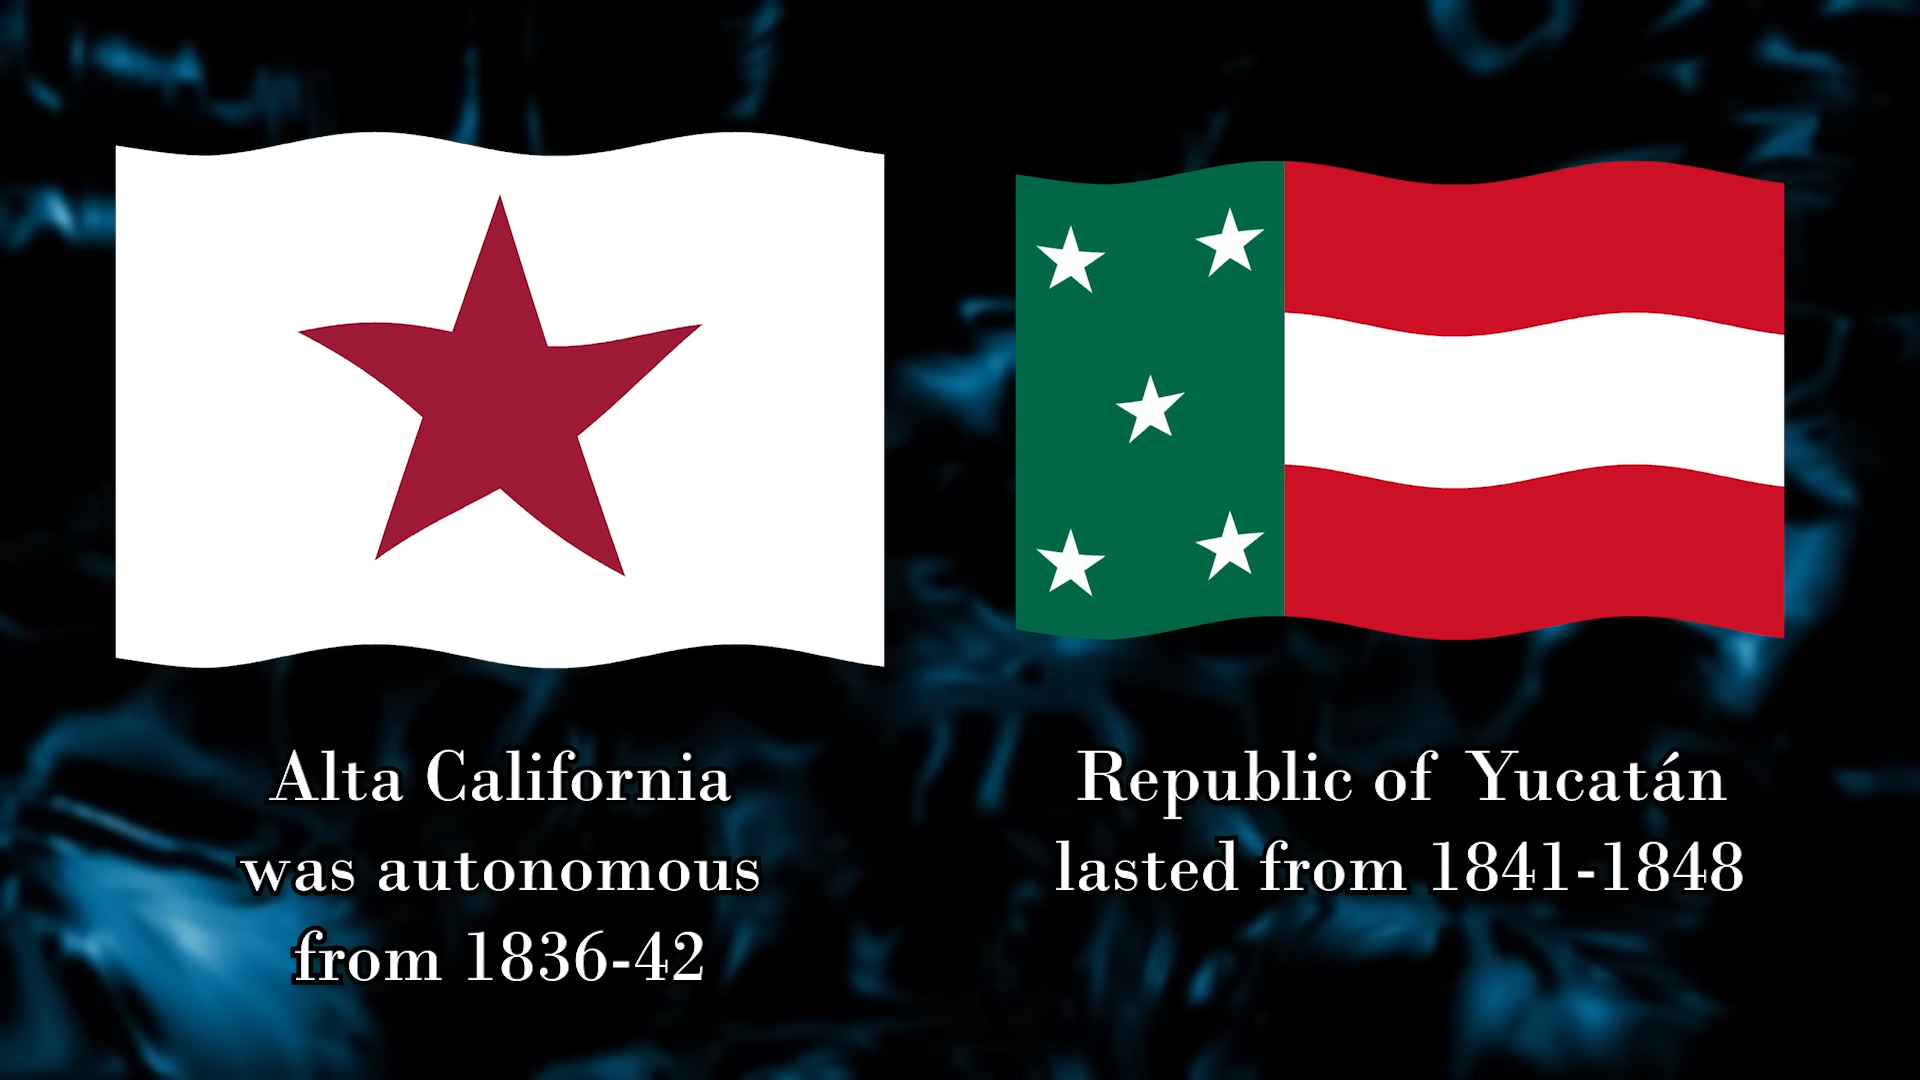 Alta California
was autonomous
from 1836-42
Republic of Yucatán
lasted from 1841-1848